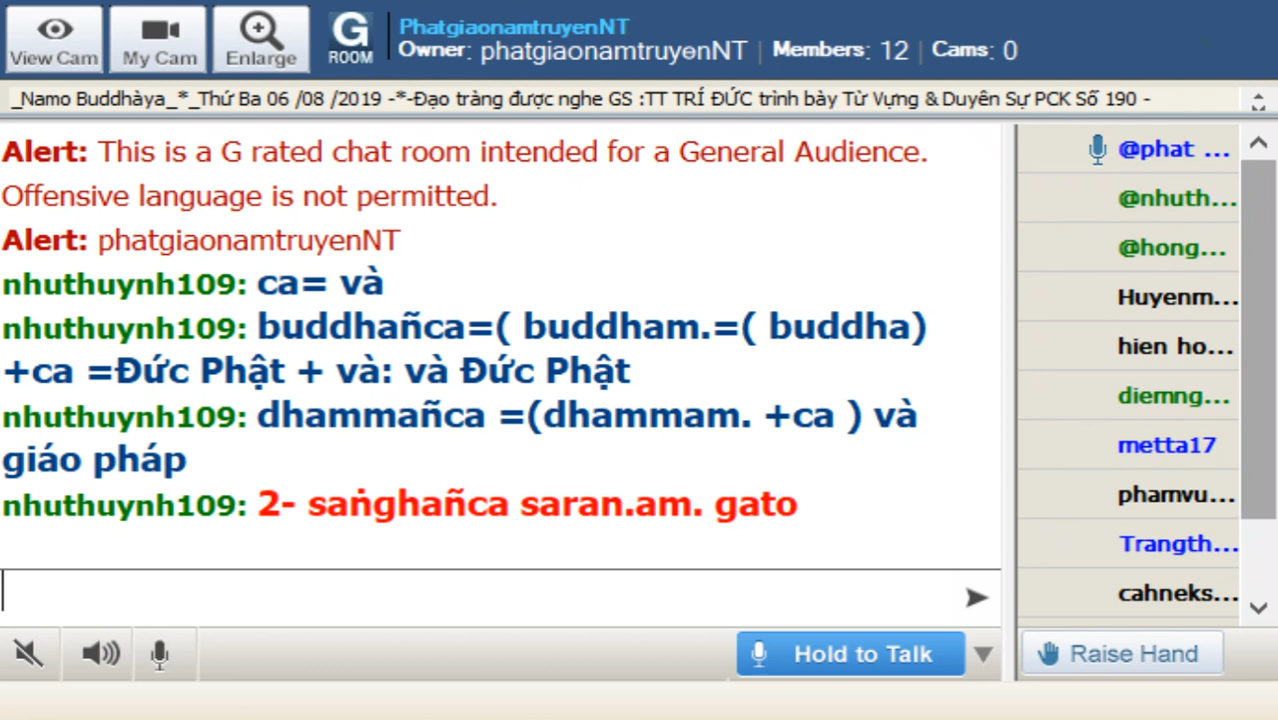 View Cam
My Cam
Enlarge
G
ROOM
PhatgiaonamtruyenNT
Owner: phatgiaonamtruyenNT | Members: 12 | Cams: 0
_Namo Buddhàya_*_Thứ Ba 06 /08 /2019 -*-Đạo tràng được nghe GS :TT TRÍ ĐỨC trình bày Từ Vựng & Duyên Sự PCK Số 190 -
Alert: This is a G rated chat room intended for a General Audience.
Offensive language is not permitted.
Alert: phatgiaonamtruyenNT
nhuthuynh109: ca= và
nhuthuynh109: buddhañca=( buddham.=( buddha)
+ca =Đức Phật + và: và Đức Phật
nhuthuynh109: dhammañca =(dhammam. +ca ) và
giáo pháp
nhuthuynh109: 2- saṅghañca saran.am. gato
@phat ...
@nhuth...
@hong...
Huyenm...
hien ho...
diemng...
metta17
phamvu...
Trangth...
cahneks...
Hold to Talk
Raise Hand